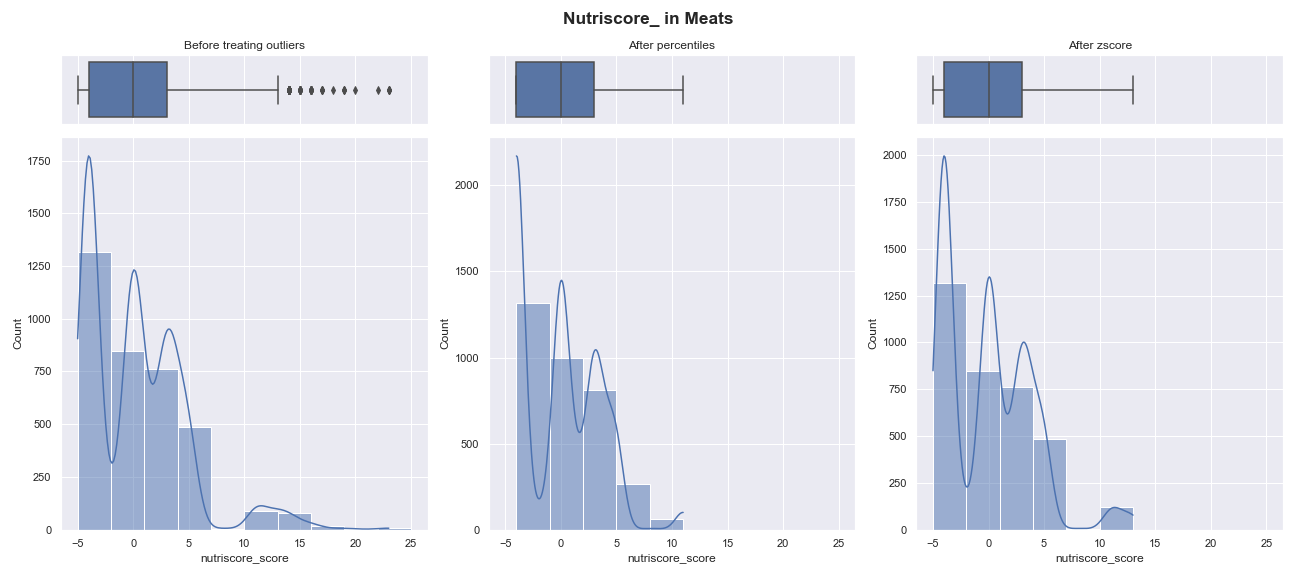 Nutriscore_ in Meats
Before treating outliers
After percentiles
After zscore
1750
1500
1250
1000
750
500
250
0
Count
−5 0 5 10 15 20 25
nutriscore_score
2000
1500
1000
500
0
Count
−5 0 5 10 15 20 25
nutriscore_score
2000
1750
1500
1250
1000
750
500
250
0
Count
−5 0 5 10 15 20 25
nutriscore_score